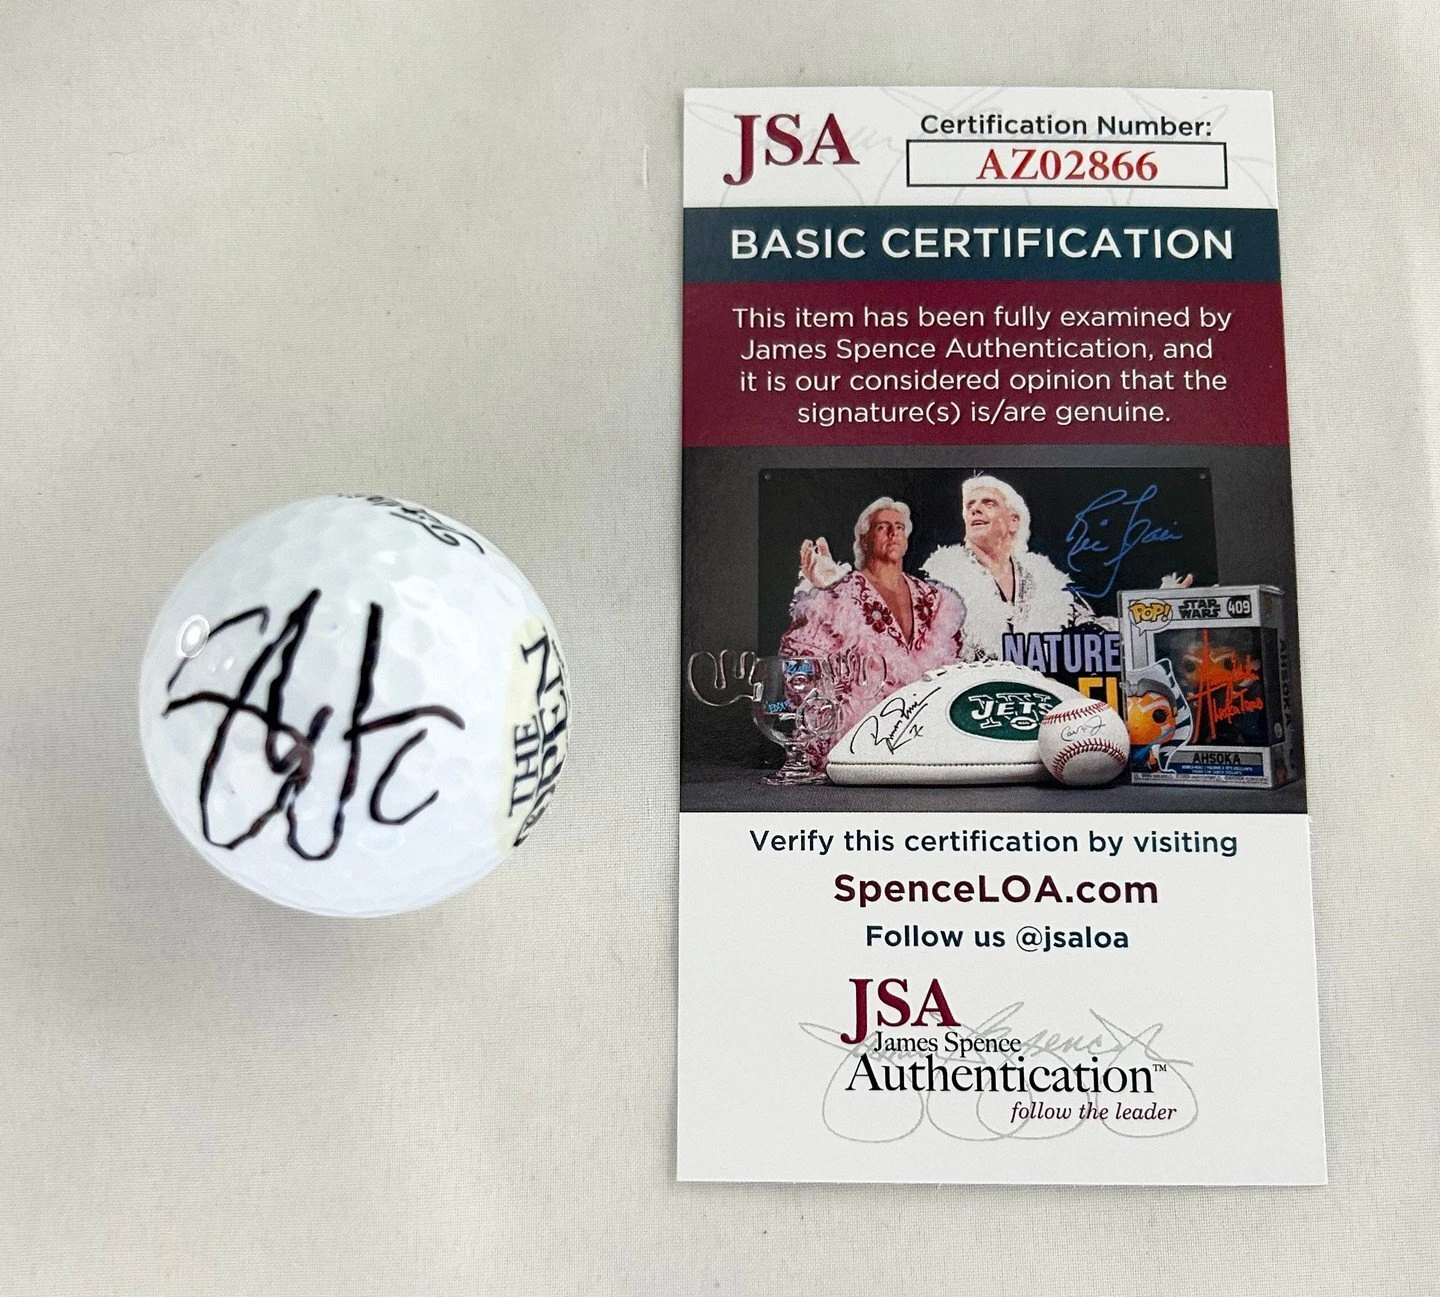 JSA
Certification Number:
AZ02866
BASIC CERTIFICATION
This item has been fully examined by
James Spence Authentication, and
it is our considered opinion that the
signature(s) is/are genuine.
NATURE
POP! STAR WARS 409
JETS
AHSOKA
AHSOKA
THE
Verify this certification by visiting
SpenceLOA.com
Follow us @jsaloa
JSA
James Spence
Authentication™
follow the leader